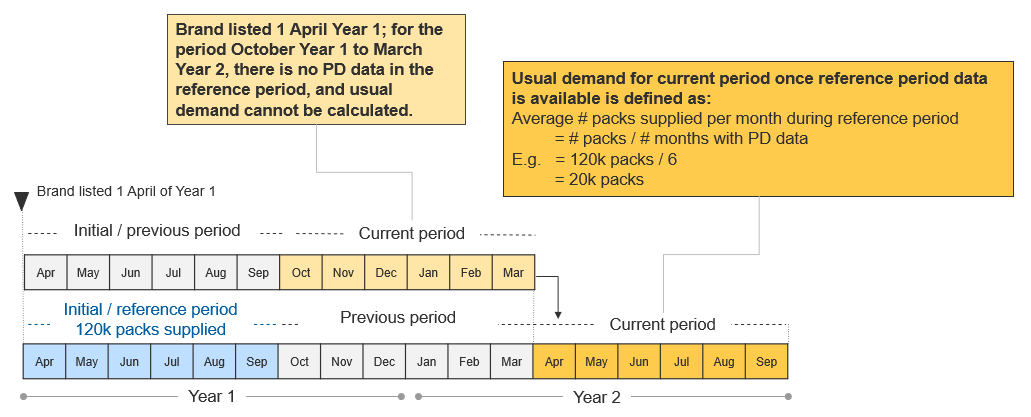 Brand listed 1 April Year 1; for the
period October Year 1 to March
Year 2, there is no PD data in the
reference period, and usual
demand cannot be calculated.
Usual demand for current period once reference period data
is available is defined as:
Average # packs supplied per month during reference period
= # packs / # months with PD data
E.g. = 120k packs / 6
= 20k packs
Brand listed 1 April of Year 1
Initial / previous period
Current period
Apr May Jun Jul Aug Sep Oct Nov Dec Jan Feb Mar
Initial / reference period
120k packs supplied
Previous period
Current period
Apr May Jun Jul Aug Sep Oct Nov Dec Jan Feb Mar Apr May Jun Jul Aug Sep
Year 1
Year 2